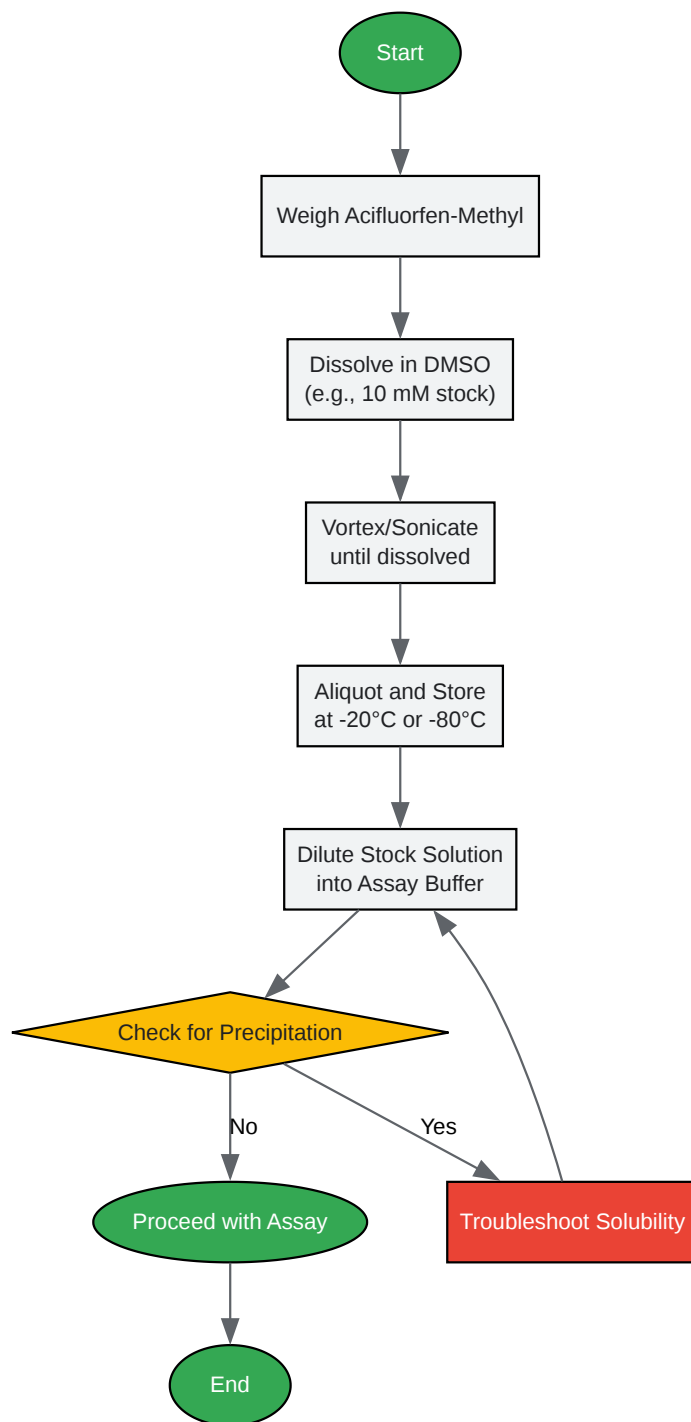 Start
Weigh Acifluorfen-Methyl
Dissolve in DMSO
(e.g., 10 mM stock)
Vortex/Sonicate
until dissolved
Aliquot and Store
at -20°C or -80°C
Dilute Stock Solution
into Assay Buffer
Check for Precipitation
No
Yes
Proceed with Assay
Troubleshoot Solubility
End